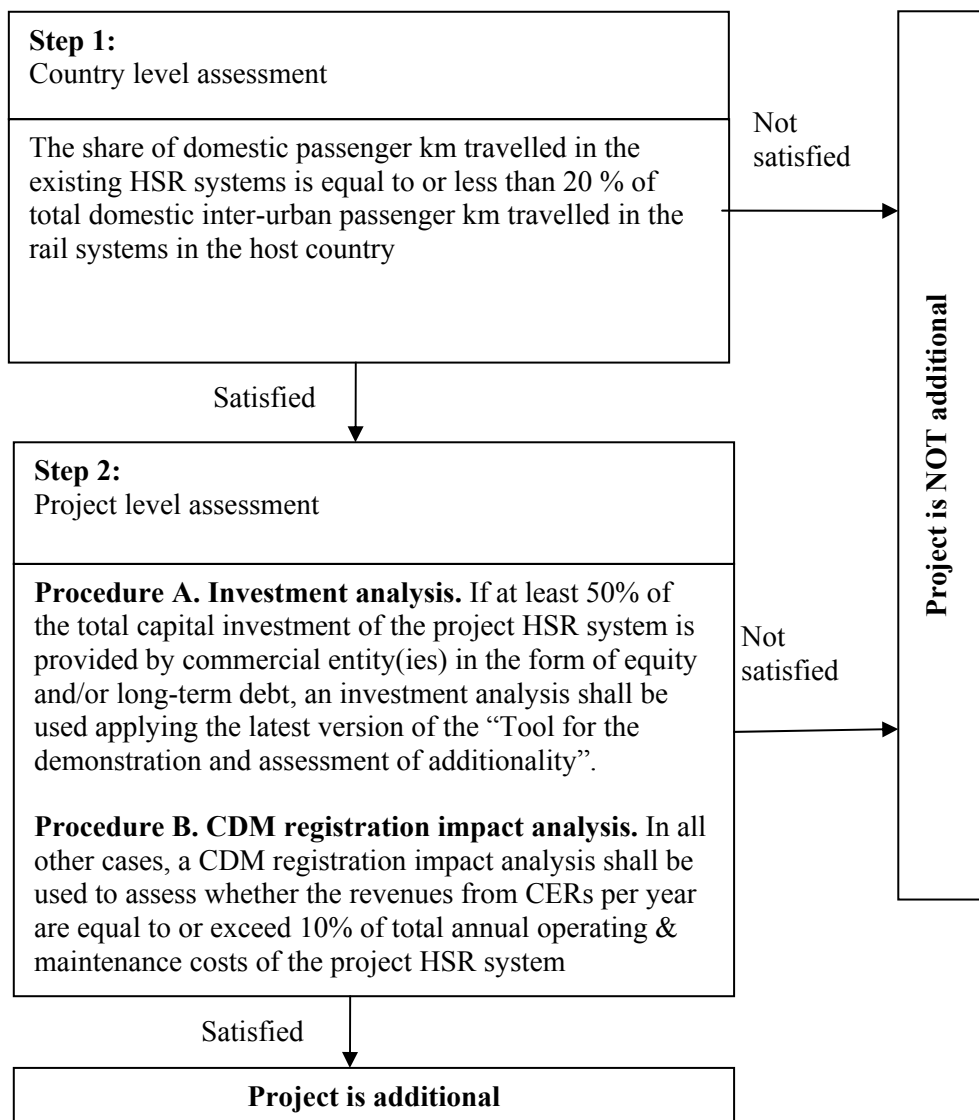 Step 1:
Country level assessment
The share of domestic passenger km travelled in the
existing HSR systems is equal to or less than 20 % of
total domestic inter-urban passenger km travelled in the
rail systems in the host country
Not
satisfied
Satisfied
Step 2:
Project level assessment
Procedure A. Investment analysis. If at least 50% of
the total capital investment of the project HSR system is
provided by commercial entity(ies) in the form of equity
and/or long-term debt, an investment analysis shall be
used applying the latest version of the “Tool for the
demonstration and assessment of additionality”.
Procedure B. CDM registration impact analysis. In all
other cases, a CDM registration impact analysis shall be
used to assess whether the revenues from CERs per year
are equal to or exceed 10% of total annual operating &
maintenance costs of the project HSR system
Not
satisfied
Satisfied
Project is additional
Project is NOT additional